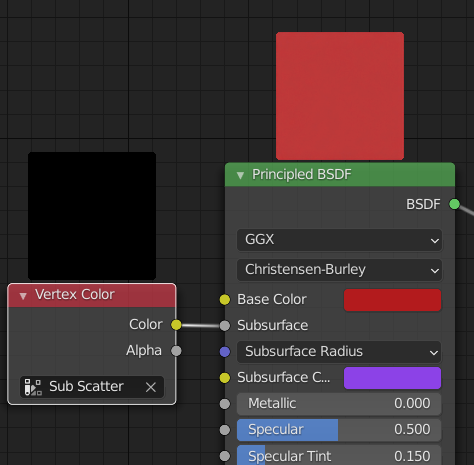 Principled BSDF
BSDF
GGX
Christensen-Burley
Vertex Color
Base Color
Color
Subsurface
Alpha
Subsurface Radius
Sub Scatter
Subsurface C...
Metallic 0.000
Specular 0.500
Specular Tint 0.150